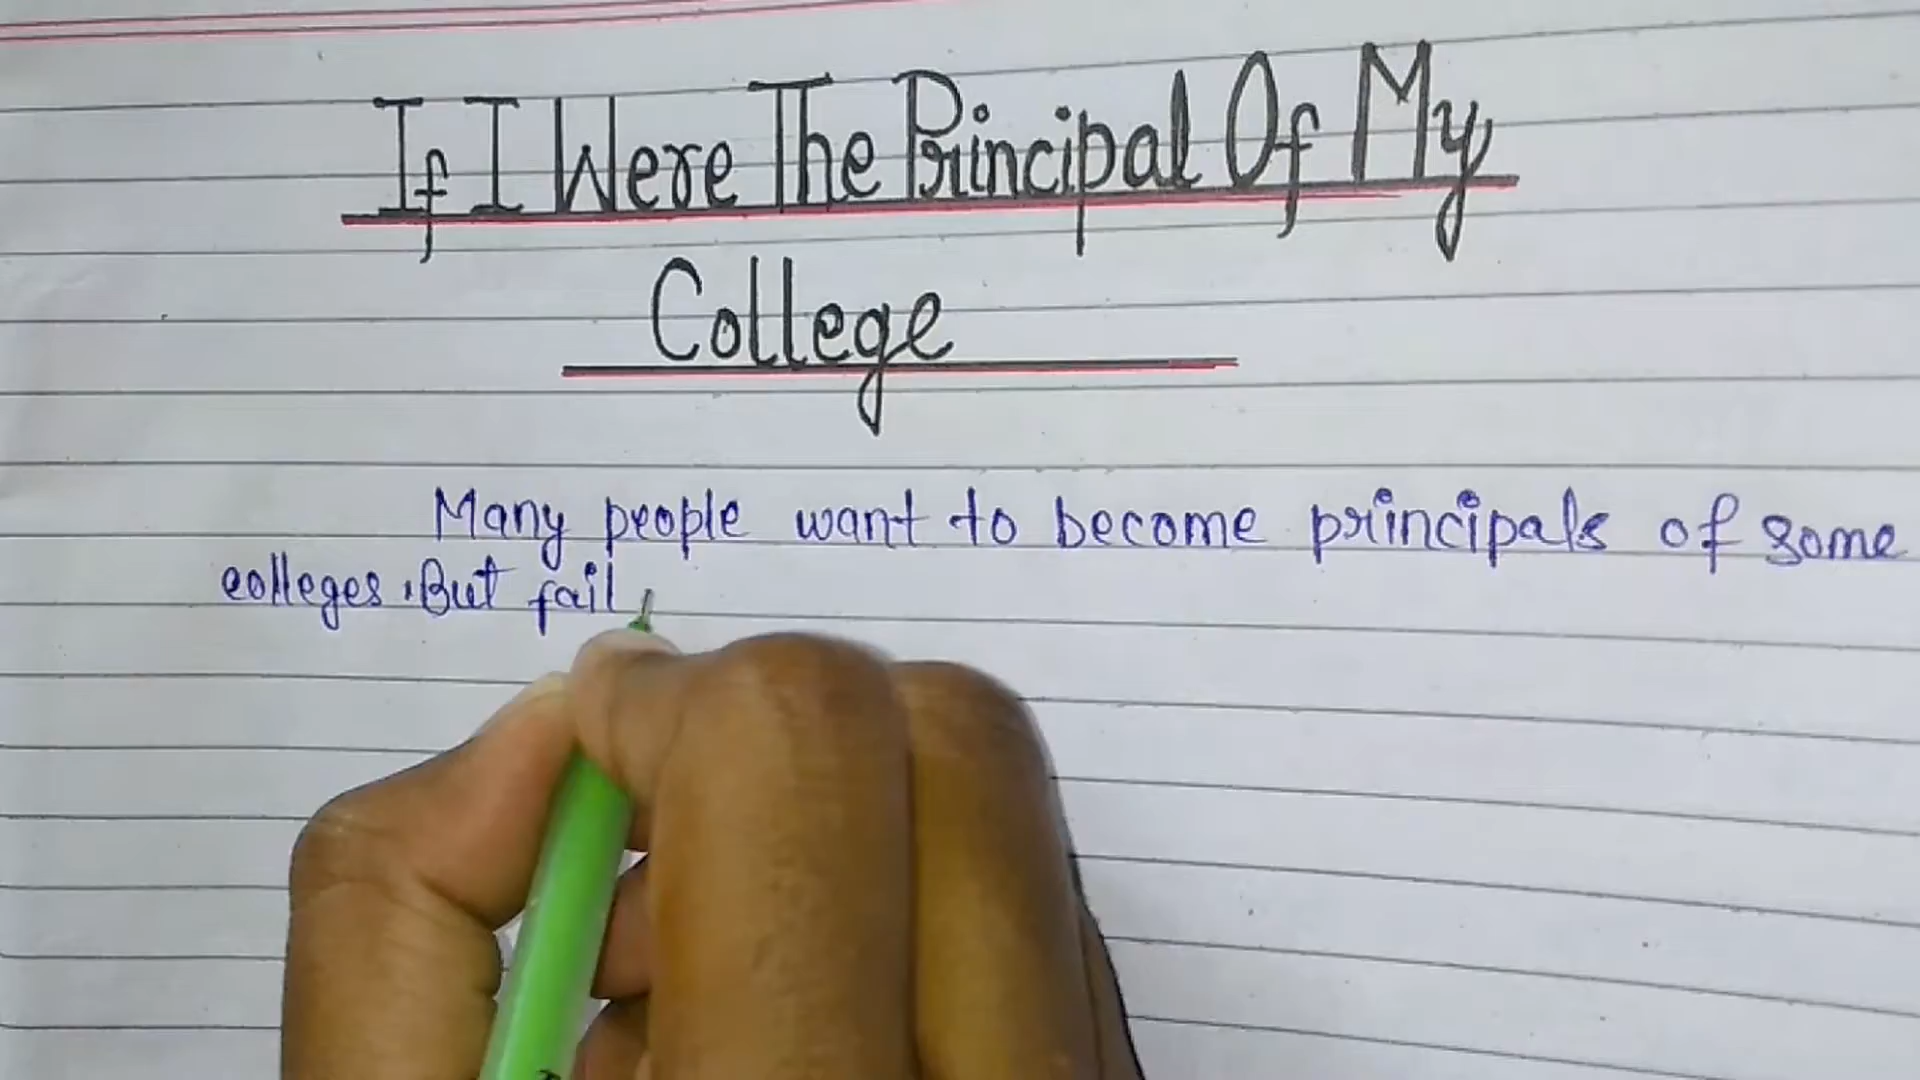 If I Were The Principal Of My
College
Many people want to become principals of some
colleges. But fail